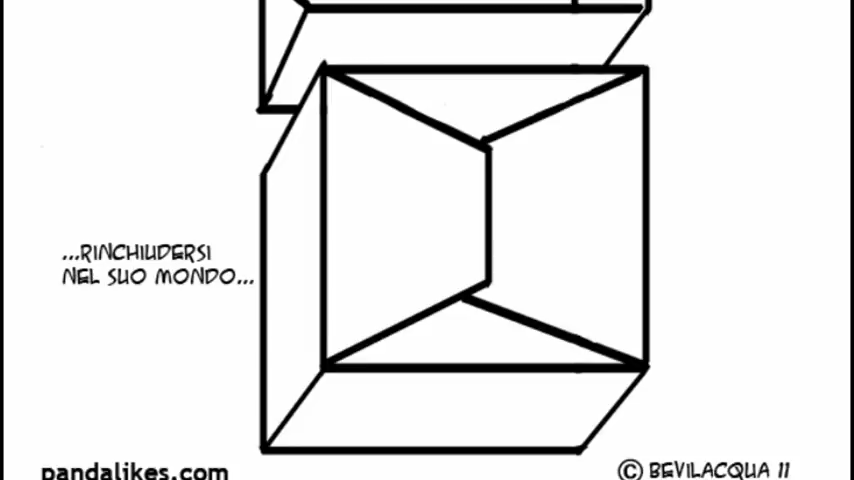 ...RINCHIUDERSI
NEL SUO MONDO...
pandalikes.com
© BEVILACQUA 11